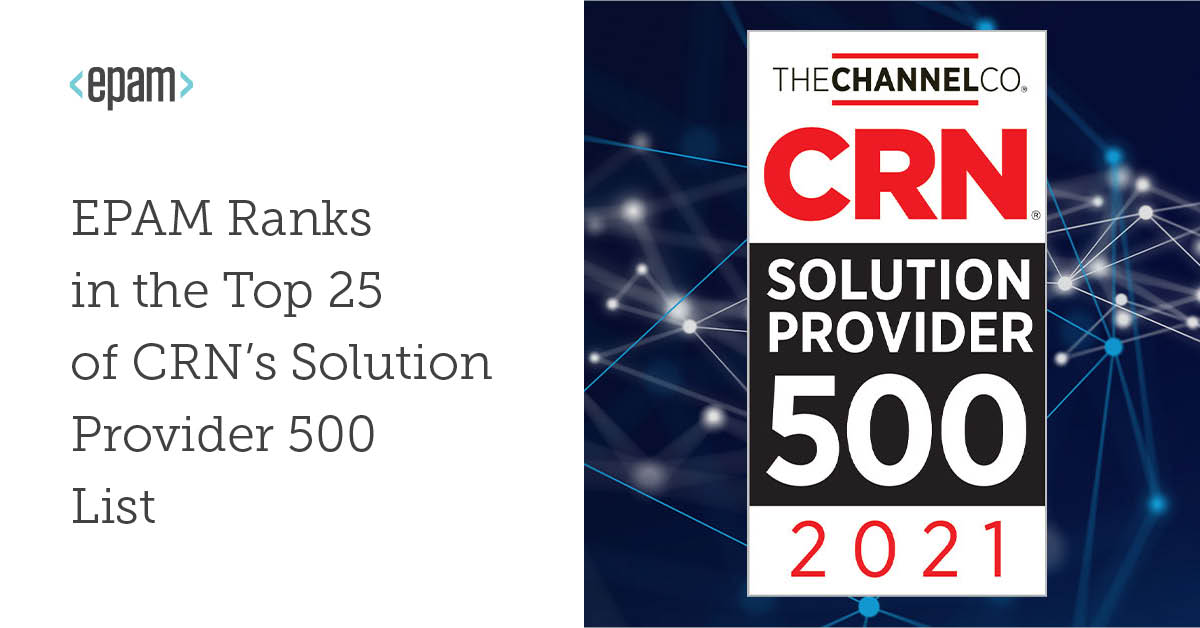 <epam>
EPAM Ranks
in the Top 25
of CRN’s Solution
Provider 500
List
THECHANNELCO®
CRN®
SOLUTION
PROVIDER
500
2021